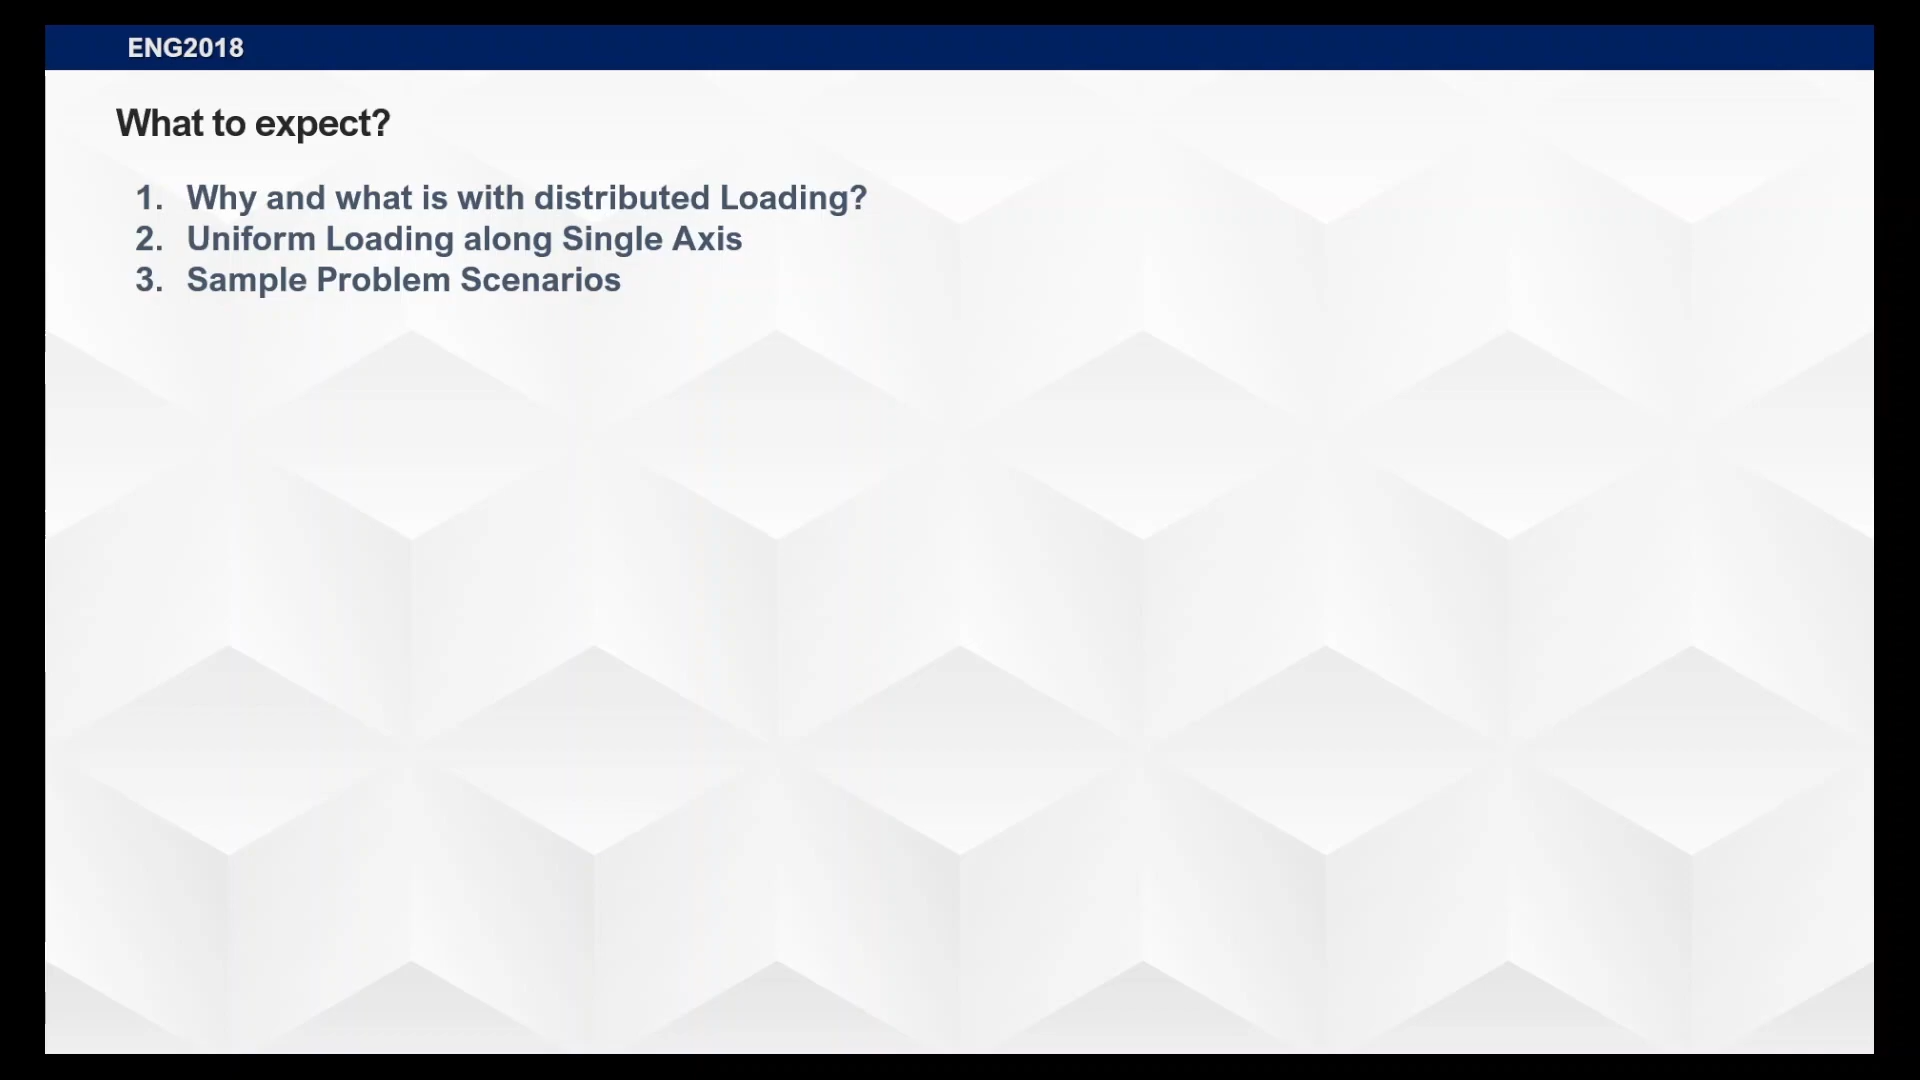 ENG2018
What to expect?
1. Why and what is with distributed Loading?
2. Uniform Loading along Single Axis
3. Sample Problem Scenarios